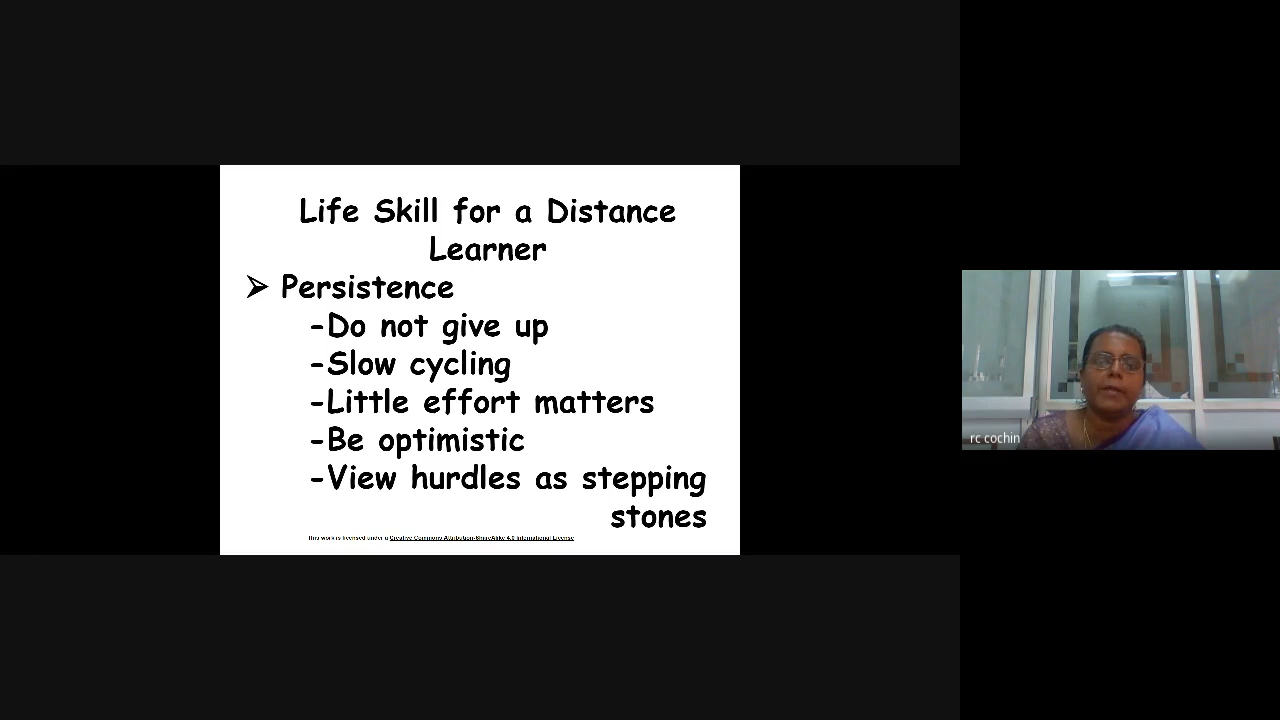 Life Skill for a Distance
Learner
➢ Persistence
-Do not give up
-Slow cycling
-Little effort matters
-Be optimistic
-View hurdles as stepping
stones
This work is licensed under a Creative Commons Attribution-ShareAlike 4.0 International License
rc cochin